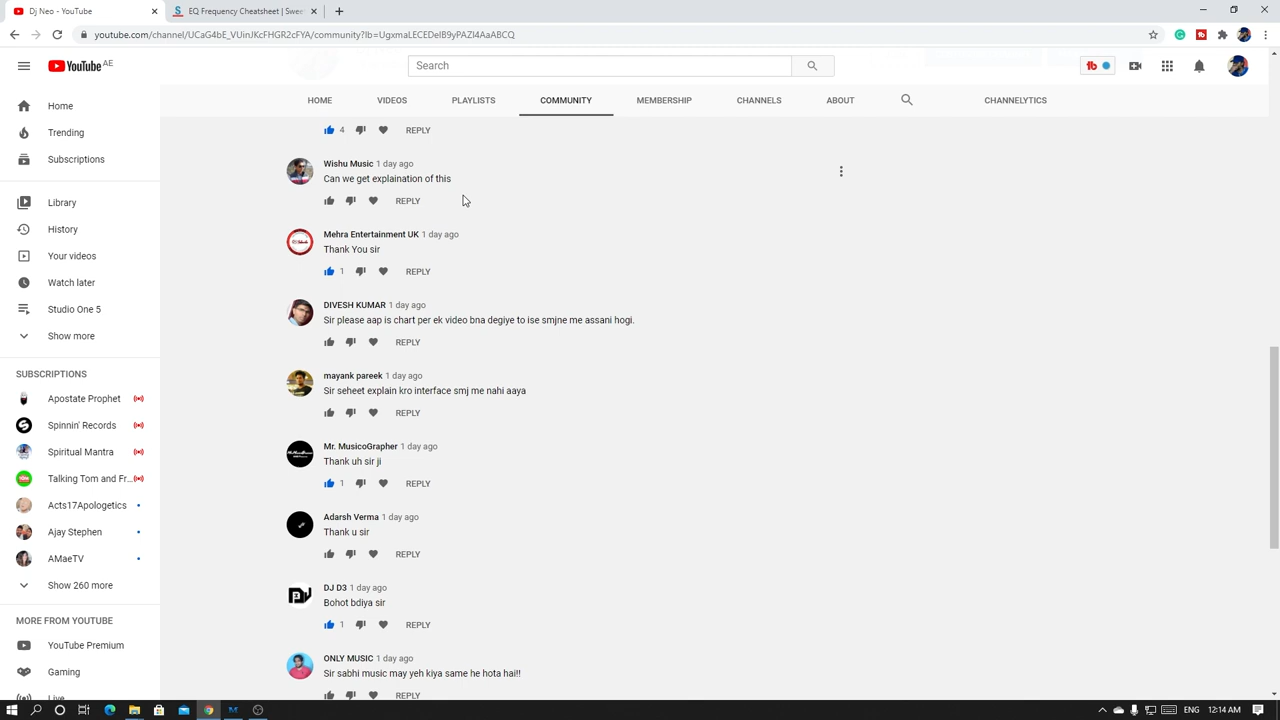 Dj Neo - YouTube
EQ Frequency Cheatsheet | Swee
youtube.com/channel/UCaG4bE_VUinJKcFHGR2cFYA/community?lb=UgxmaLECEDelB9yPAZl4AaABCQ
YouTube AE
Search
HOME VIDEOS PLAYLISTS COMMUNITY MEMBERSHIP CHANNELS ABOUT CHANNELYTICS
Home
Trending
Subscriptions
Library
History
Your videos
Watch later
Studio One 5
Show more
SUBSCRIPTIONS
Apostate Prophet
Spinnin' Records
Spiritual Mantra
Talking Tom and Fr...
Acts17Apologetics
Ajay Stephen
AMaeTV
Show 260 more
MORE FROM YOUTUBE
YouTube Premium
Gaming
Live
4 REPLY
Wishu Music 1 day ago
Can we get explaination of this
REPLY
Mehra Entertainment UK 1 day ago
Thank You sir
1 REPLY
DIVESH KUMAR 1 day ago
Sir please aap is chart per ek video bna degiye to ise smjne me assani hogi.
REPLY
mayank pareek 1 day ago
Sir seheet explain kro interface smj me nahi aaya
REPLY
Mr. MusicoGrapher 1 day ago
Thank uh sir ji
1 REPLY
Adarsh Verma 1 day ago
Thank u sir
REPLY
DJ D3 1 day ago
Bohot bdiya sir
1 REPLY
ONLY MUSIC 1 day ago
Sir sabhi music may yeh kiya same he hota hai!!
REPLY
12:14 AM